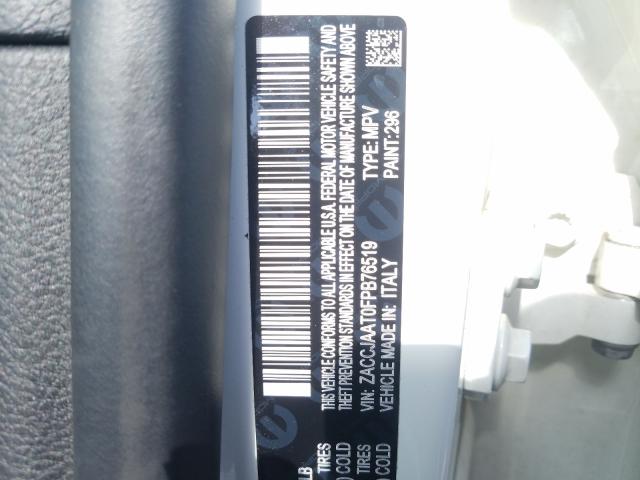 THIS VEHICLE CONFORMS TO ALL APPLICABLE U.S.A. FEDERAL MOTOR VEHICLE SAFETY AND
THEFT PREVENTION STANDARDS IN EFFECT ON THE DATE OF MANUFACTURE SHOWN ABOVE
VIN: ZACCJAAT0FPB76519 TYPE: MPV
VEHICLE MADE IN: ITALY PAINT: 296
LB
TIRES
COLD
TIRES
COLD